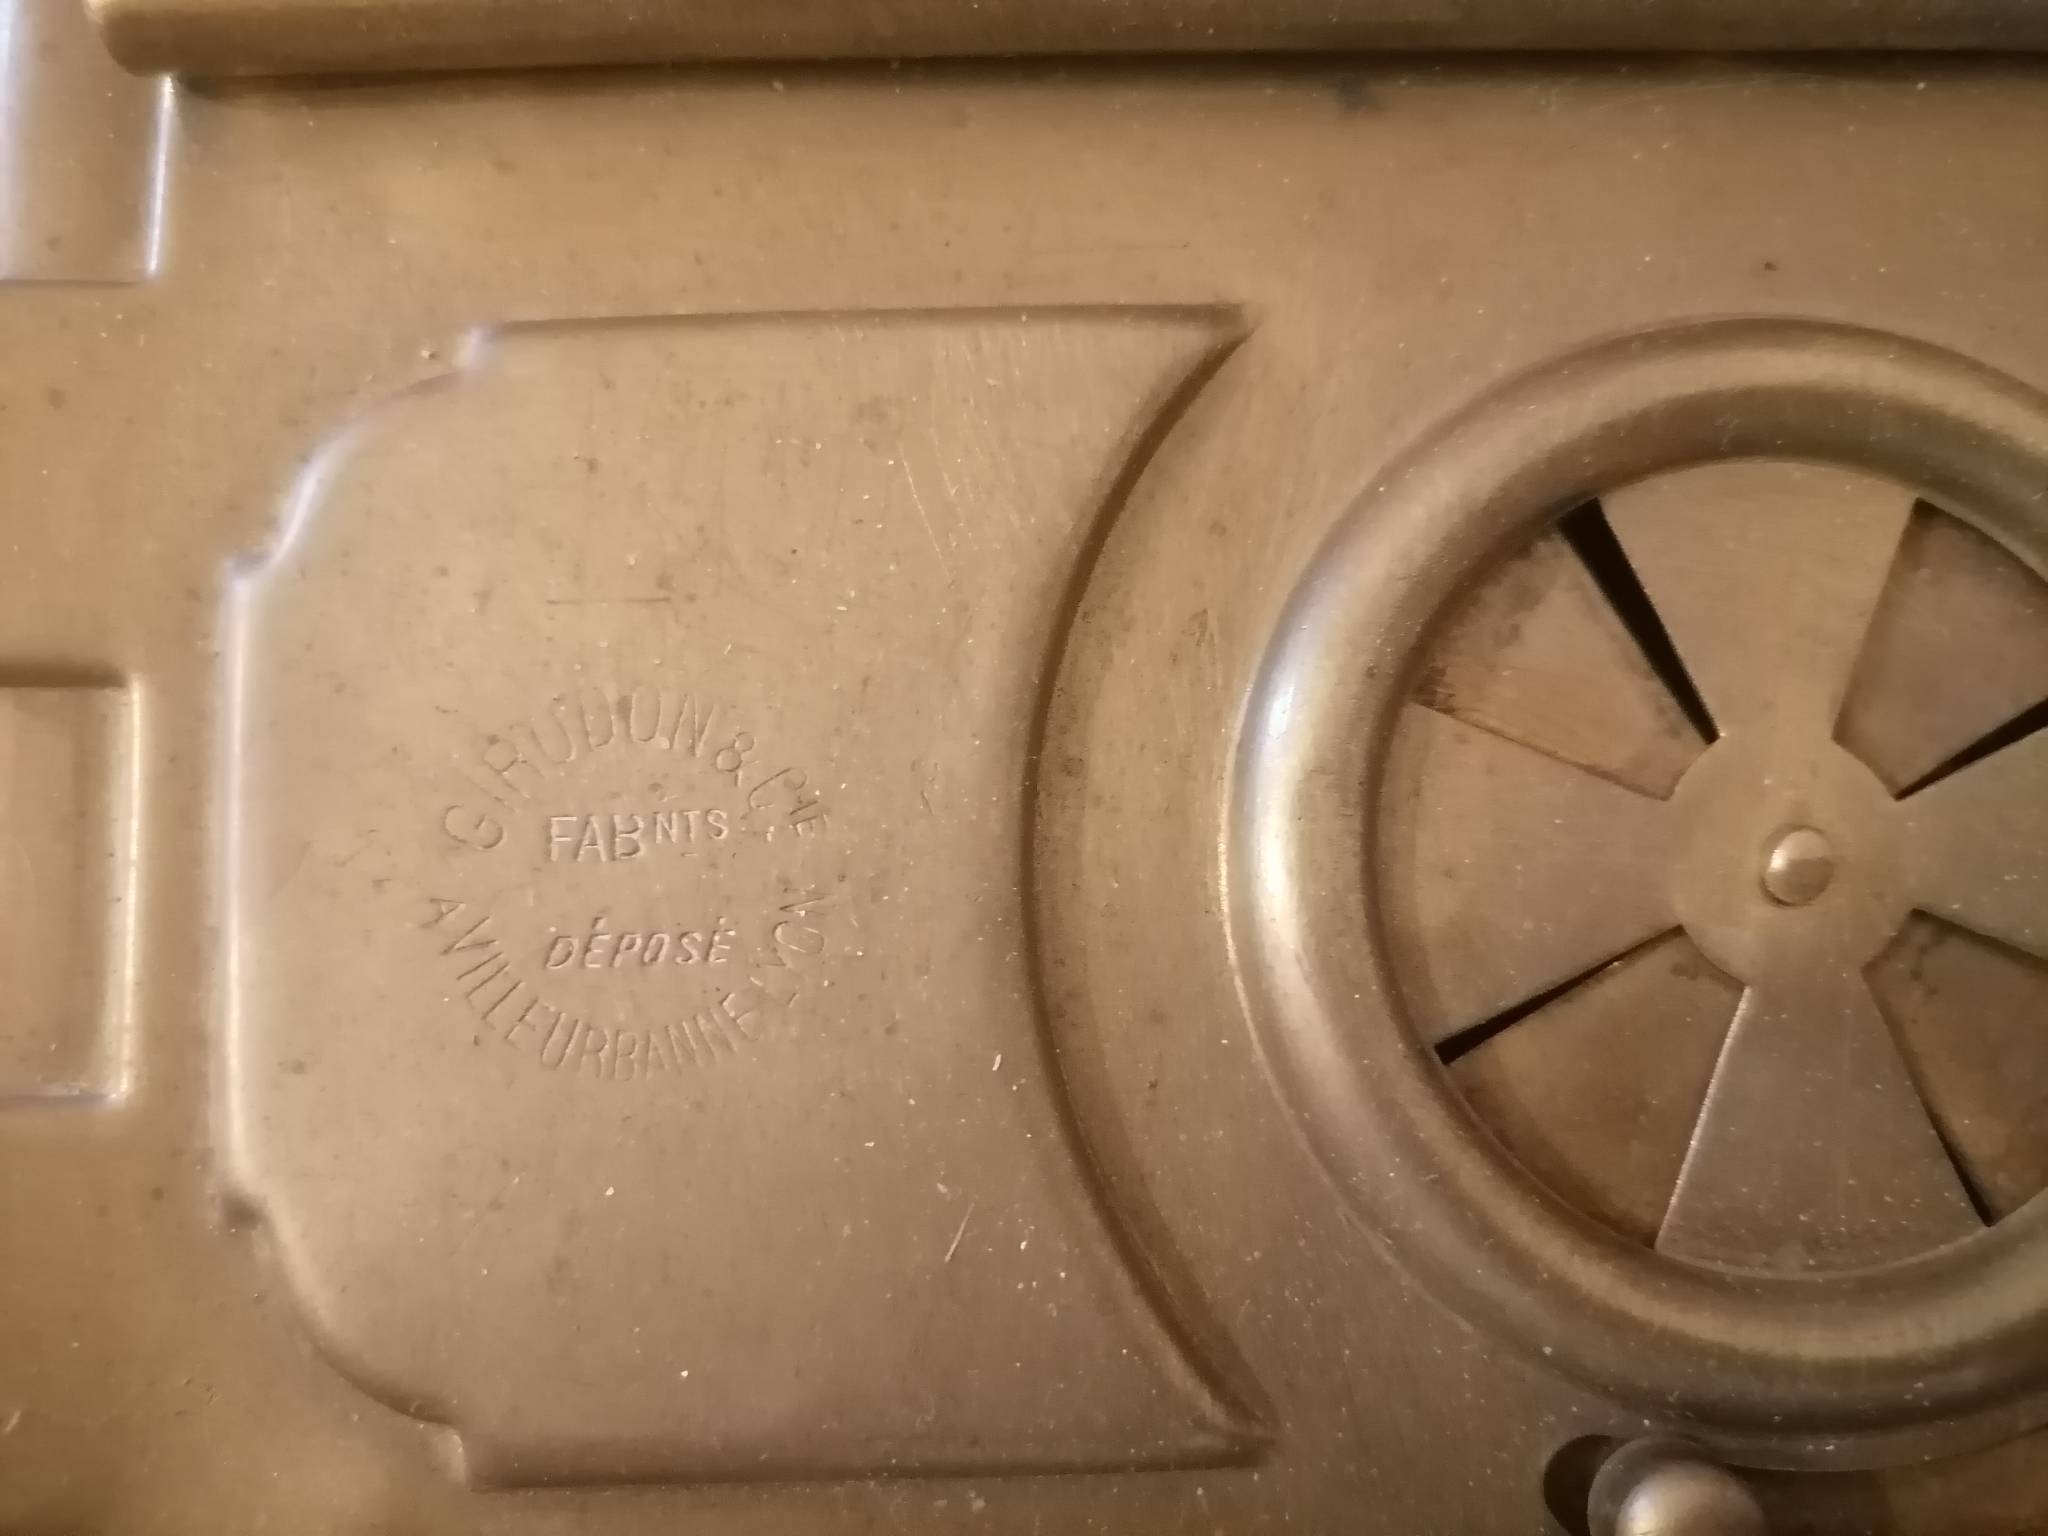 GIRODON & CIE
FABNTS
DÉPOSÉ
A VILLEURBANNE LYON